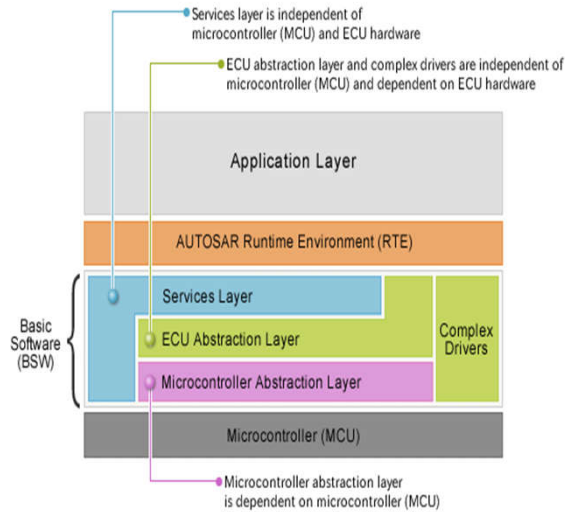 Services layer is independent of
microcontroller (MCU) and ECU hardware
ECU abstraction layer and complex drivers are independent of
microcontroller (MCU) and dependent on ECU hardware
Application Layer
AUTOSAR Runtime Environment (RTE)
Services Layer
ECU Abstraction Layer
Microcontroller Abstraction Layer
Complex
Drivers
Basic
Software
(BSW)
Microcontroller (MCU)
Microcontroller abstraction layer
is dependent on microcontroller (MCU)